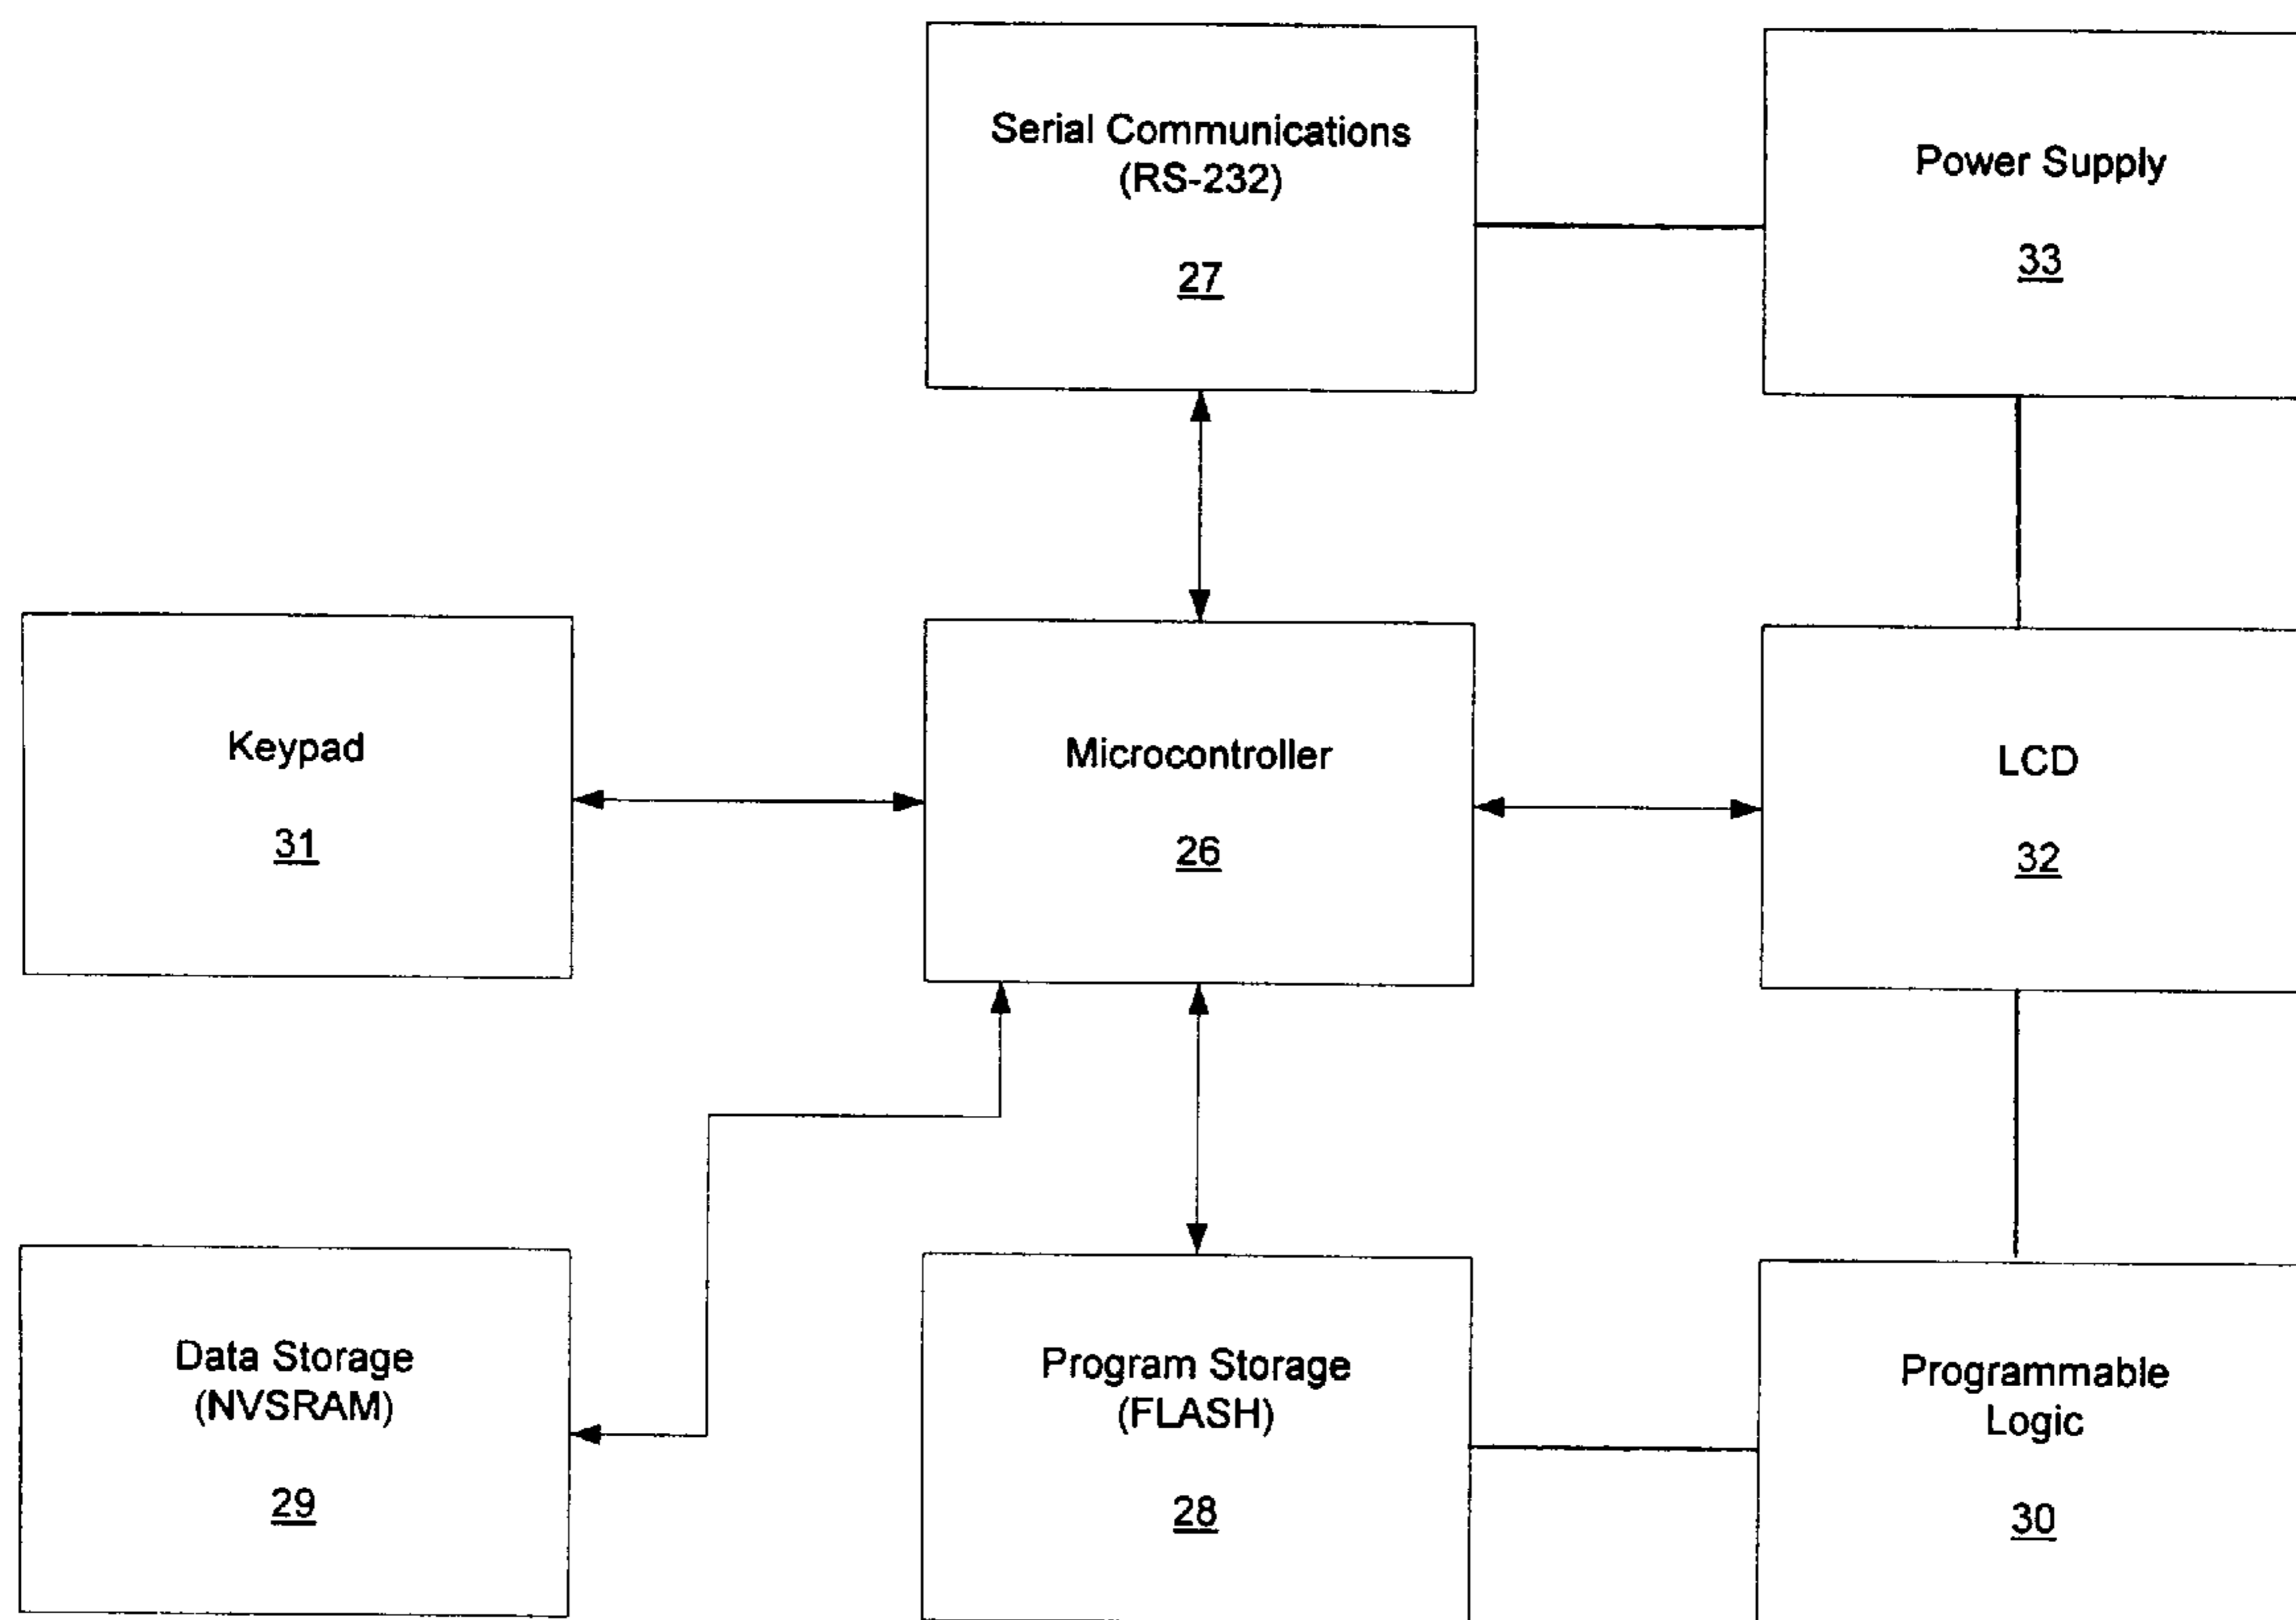 Serial Communications
(RS-232)
27
Power Supply
33
Keypad
31
Microcontroller
26
LCD
32
Data Storage
(NVSRAM)
29
Program Storage
(FLASH)
28
Programmable
Logic
30